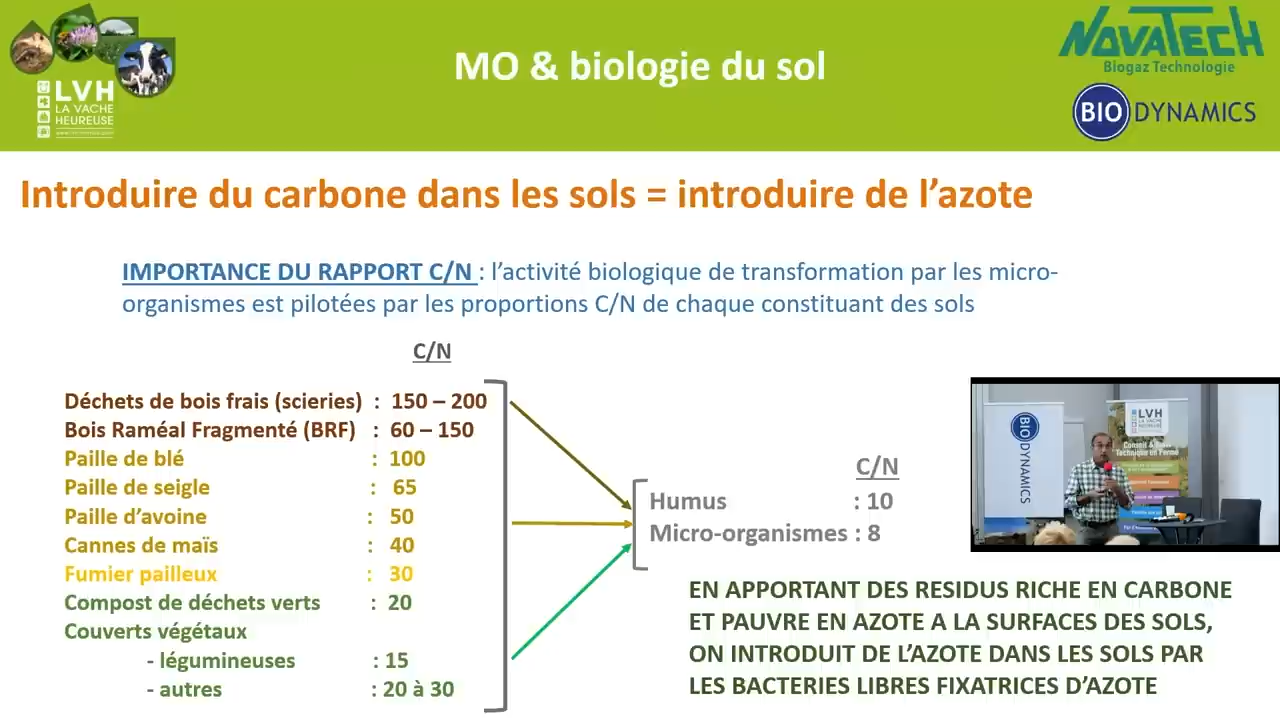 LVH
LA VACHE
HEUREUSE
MO & biologie du sol
NOVATECH
Biogaz Technologie
BIO DYNAMICS
Introduire du carbone dans les sols = introduire de l’azote
IMPORTANCE DU RAPPORT C/N : l’activité biologique de transformation par les micro-
organismes est pilotées par les proportions C/N de chaque constituant des sols
C/N
Déchets de bois frais (scieries) : 150 – 200
Bois Raméal Fragmenté (BRF) : 60 – 150
Paille de blé : 100
Paille de seigle : 65
Paille d’avoine : 50
Cannes de maïs : 40
Fumier pailleux : 30
Compost de déchets verts : 20
Couverts végétaux
- légumineuses : 15
- autres : 20 à 30
C/N
Humus : 10
Micro-organismes : 8
EN APPORTANT DES RESIDUS RICHE EN CARBONE
ET PAUVRE EN AZOTE A LA SURFACES DES SOLS,
ON INTRODUIT DE L’AZOTE DANS LES SOLS PAR
LES BACTERIES LIBRES FIXATRICES D’AZOTE
BIO DYNAMICS
LVH
LA VACHE
HEUREUSE